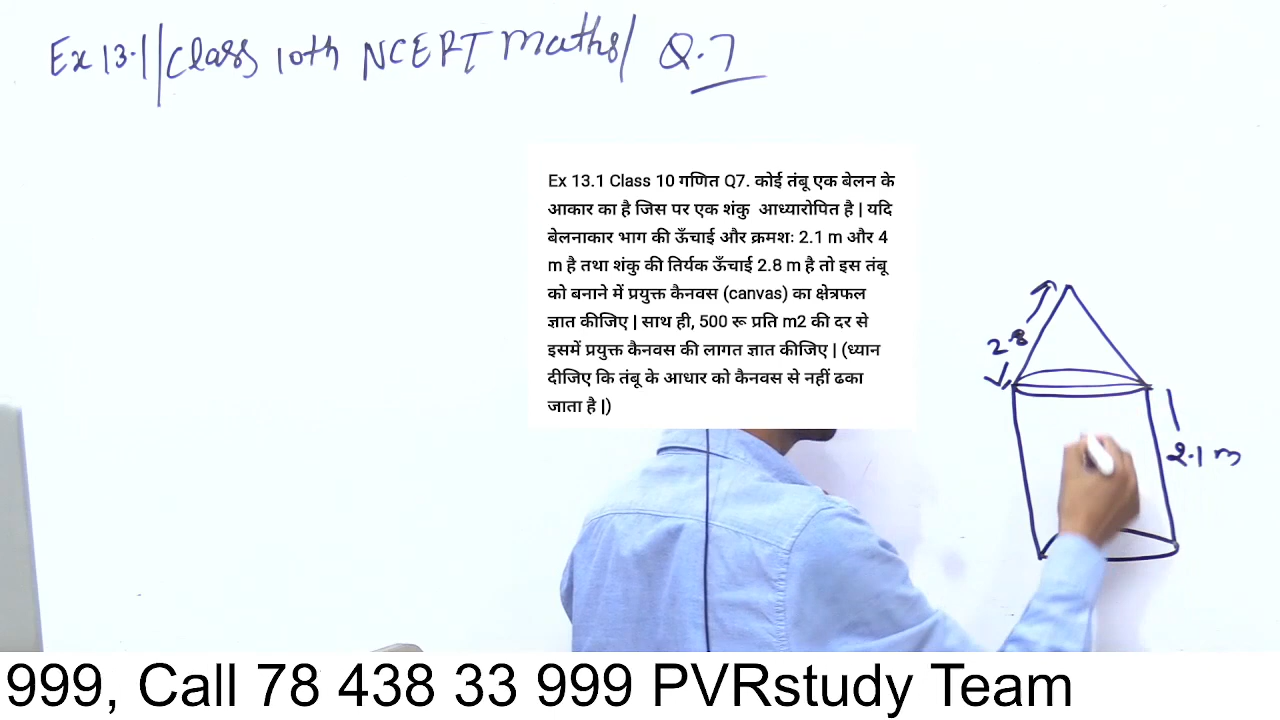 Ex 13.1 | Class 10th NCERT Maths | Q.7
Ex 13.1 Class 10 गणित Q7. कोई तंबू एक बेलन के
आकार का है जिस पर एक शंकु आध्यारोपित है | यदि
बेलनाकार भाग की ऊँचाई और क्रमशः 2.1 m और 4
m है तथा शंकु की तिर्यक ऊँचाई 2.8 m है तो इस तंबू
को बनाने में प्रयुक्त कैनवस (canvas) का क्षेत्रफल
ज्ञात कीजिए | साथ ही, 500 रू प्रति m2 की दर से
इसमें प्रयुक्त कैनवस की लागत ज्ञात कीजिए | (ध्यान
दीजिए कि तंबू के आधार को कैनवस से नहीं ढका
जाता है |)
2.8
2.1 m
999, Call 78 438 33 999 PVRstudy Team